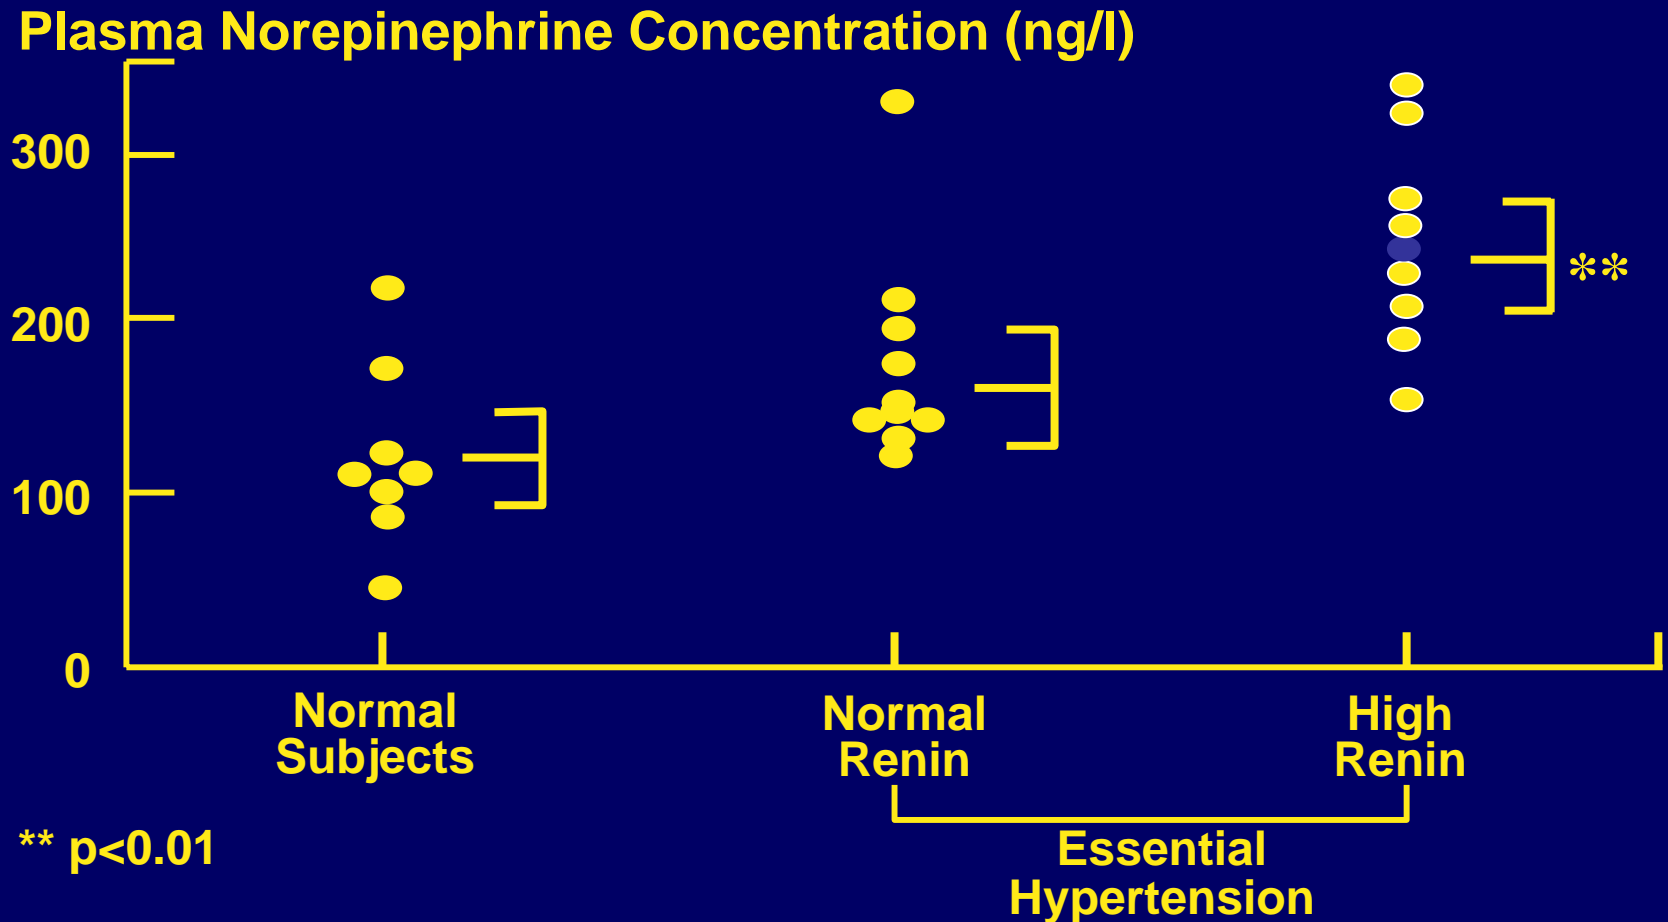 Plasma Norepinephrine Concentration (ng/l)
300
200
100
0
**
Normal
Subjects
Normal
Renin
High
Renin
** p<0.01
Essential
Hypertension